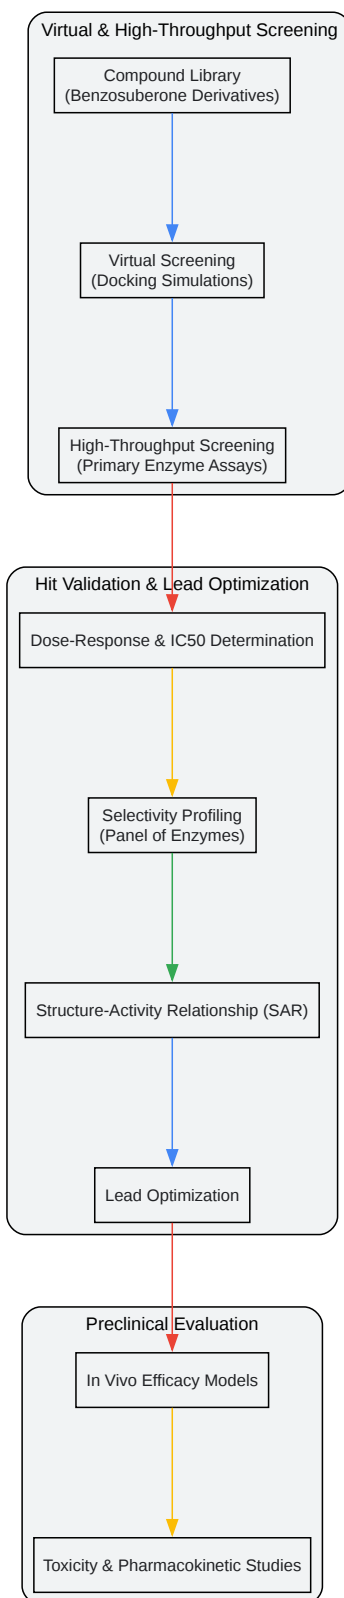 Virtual & High-Throughput Screening
Compound Library
(Benzosuberone Derivatives)
Virtual Screening
(Docking Simulations)
High-Throughput Screening
(Primary Enzyme Assays)
Hit Validation & Lead Optimization
Dose-Response & IC50 Determination
Selectivity Profiling
(Panel of Enzymes)
Structure-Activity Relationship (SAR)
Lead Optimization
Preclinical Evaluation
In Vivo Efficacy Models
Toxicity & Pharmacokinetic Studies